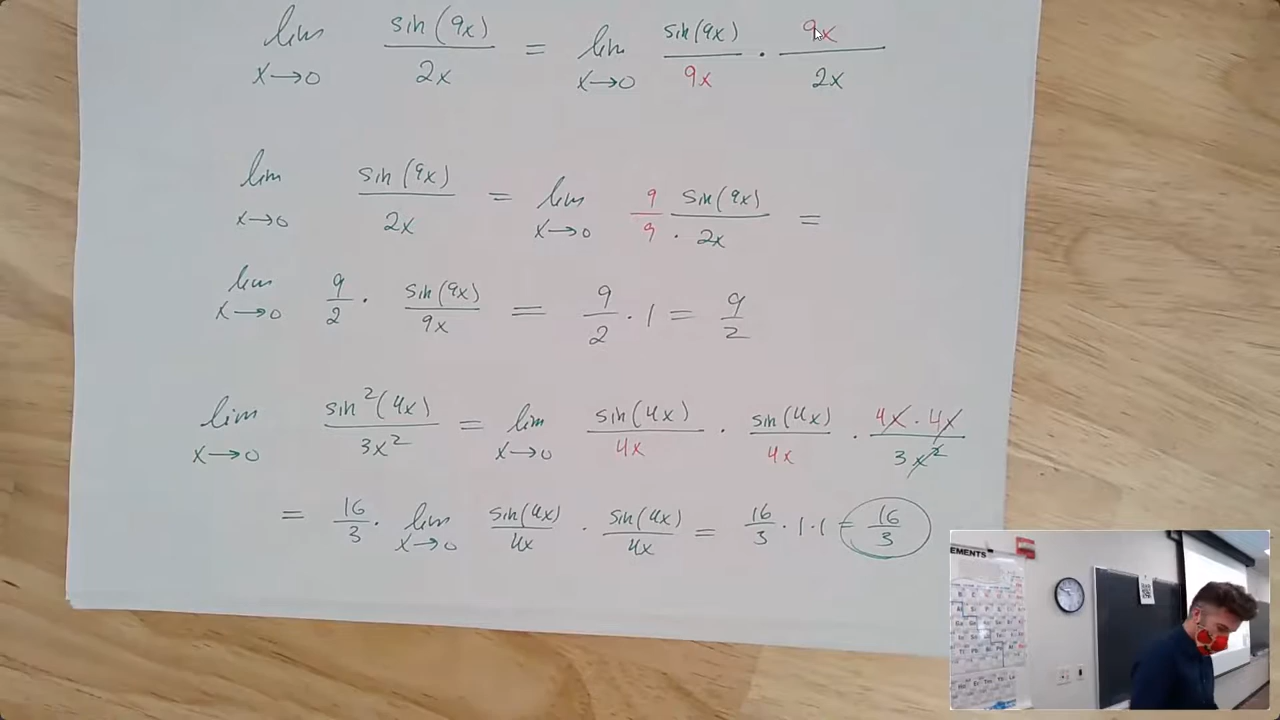 lim x→0 sin(9x)/2x = lim x→0 sin(9x)/9x · 9x/2x
lim x→0 sin(9x)/2x = lim x→0 9/9 · sin(9x)/2x =
lim x→0 9/2 · sin(9x)/9x = 9/2 · 1 = 9/2
lim x→0 sin²(4x)/3x² = lim x→0 sin(4x)/4x · sin(4x)/4x · 4x · 4x/3x²
= 16/3 · lim x→0 sin(4x)/4x · sin(4x)/4x = 16/3 · 1 · 1 = 16/3
EMENTS